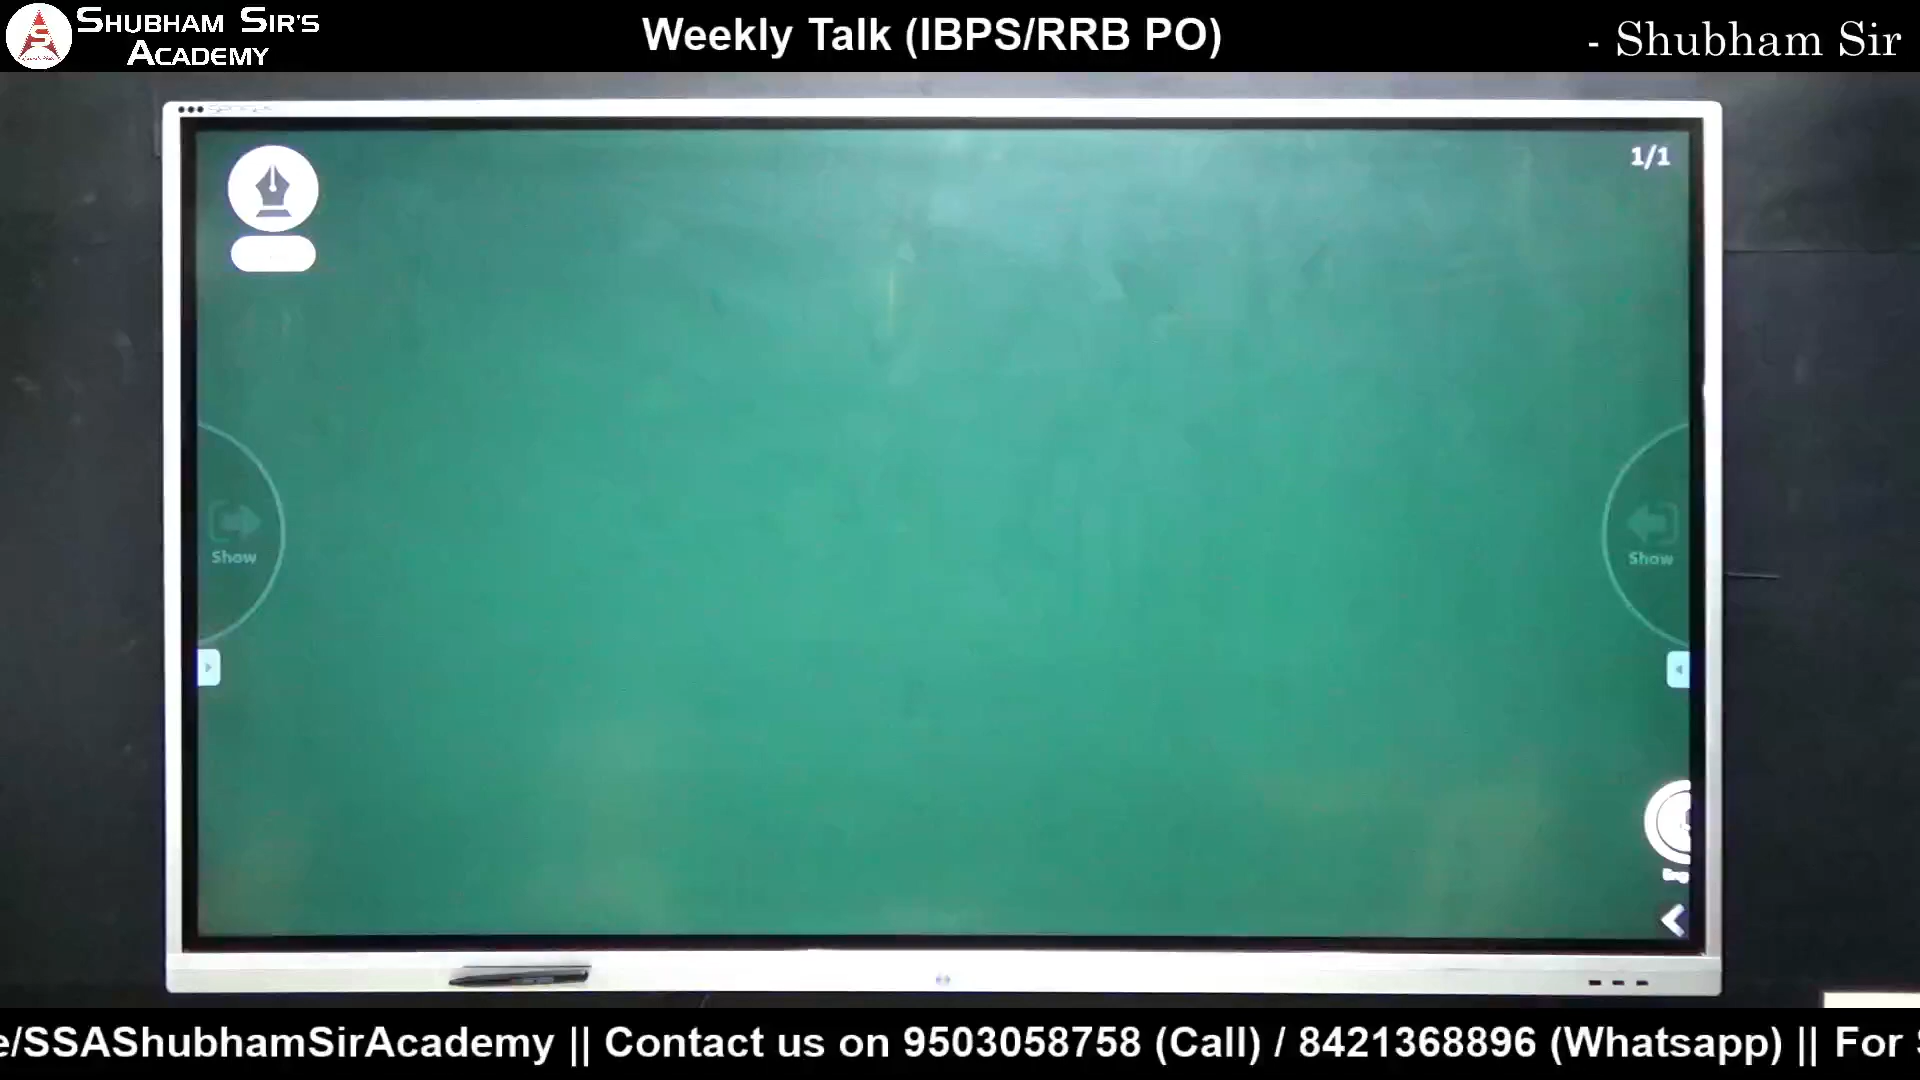 SHUBHAM SIR'S
ACADEMY
Weekly Talk (IBPS/RRB PO)
- Shubham Sir
1/1
Show
Show
e/SSAShubhamSirAcademy || Contact us on 9503058758 (Call) / 8421368896 (Whatsapp) || For